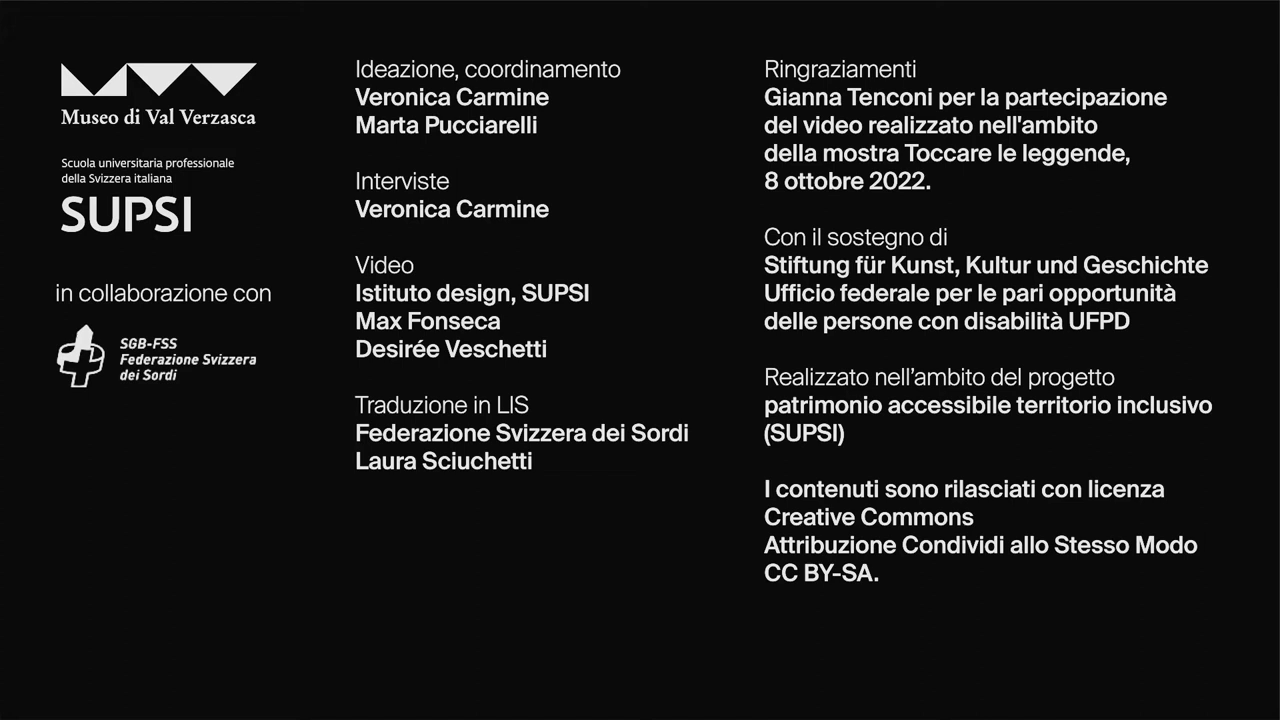 Museo di Val Verzasca
Scuola universitaria professionale
della Svizzera italiana
SUPSI
in collaborazione con
SGB-FSS
Federazione Svizzera
dei Sordi
Ideazione, coordinamento
Veronica Carmine
Marta Pucciarelli
Interviste
Veronica Carmine
Video
Istituto design, SUPSI
Max Fonseca
Desirée Veschetti
Traduzione in LIS
Federazione Svizzera dei Sordi
Laura Sciuchetti
Ringraziamenti
Gianna Tenconi per la partecipazione
del video realizzato nell'ambito
della mostra Toccare le leggende,
8 ottobre 2022.
Con il sostegno di
Stiftung für Kunst, Kultur und Geschichte
Ufficio federale per le pari opportunità
delle persone con disabilità UFPD
Realizzato nell’ambito del progetto
patrimonio accessibile territorio inclusivo
(SUPSI)
I contenuti sono rilasciati con licenza
Creative Commons
Attribuzione Condividi allo Stesso Modo
CC BY-SA.